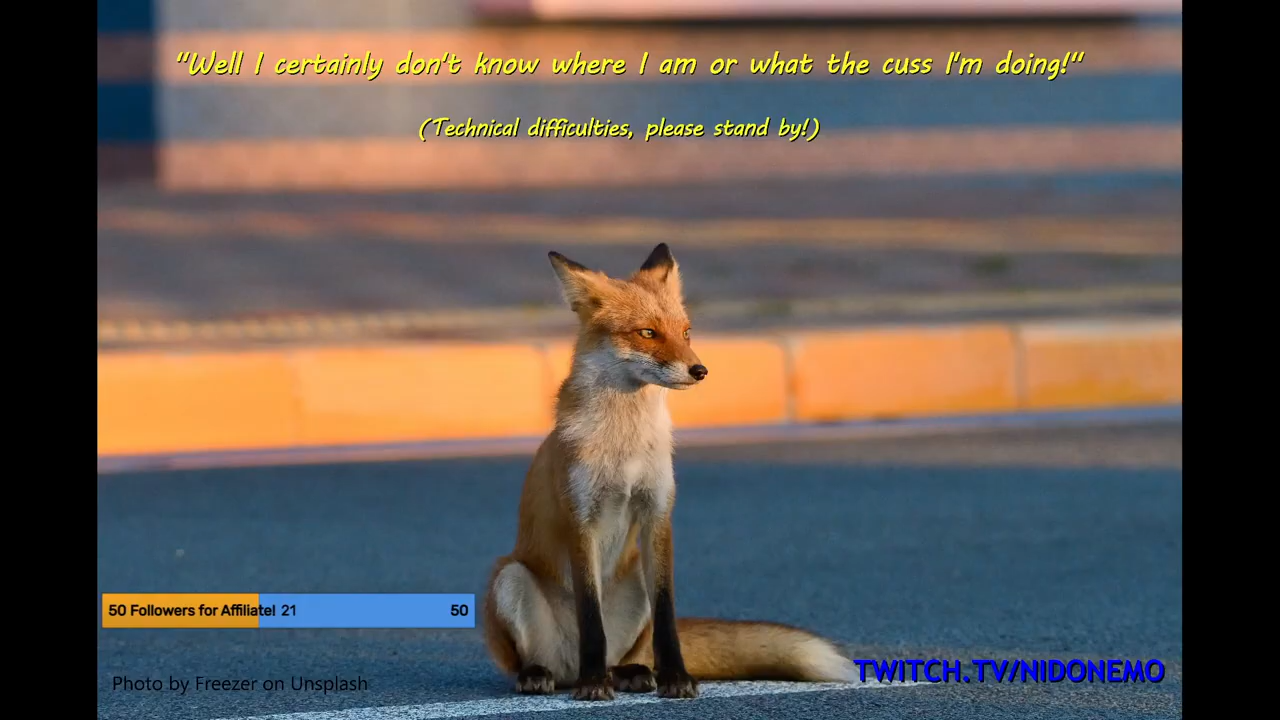 "Well I certainly don't know where I am or what the cuss I'm doing!"
(Technical difficulties, please stand by!)
50 Followers for Affiliate! 21 50
Photo by Freezer on Unsplash
TWITCH.TV/NIDONEMO